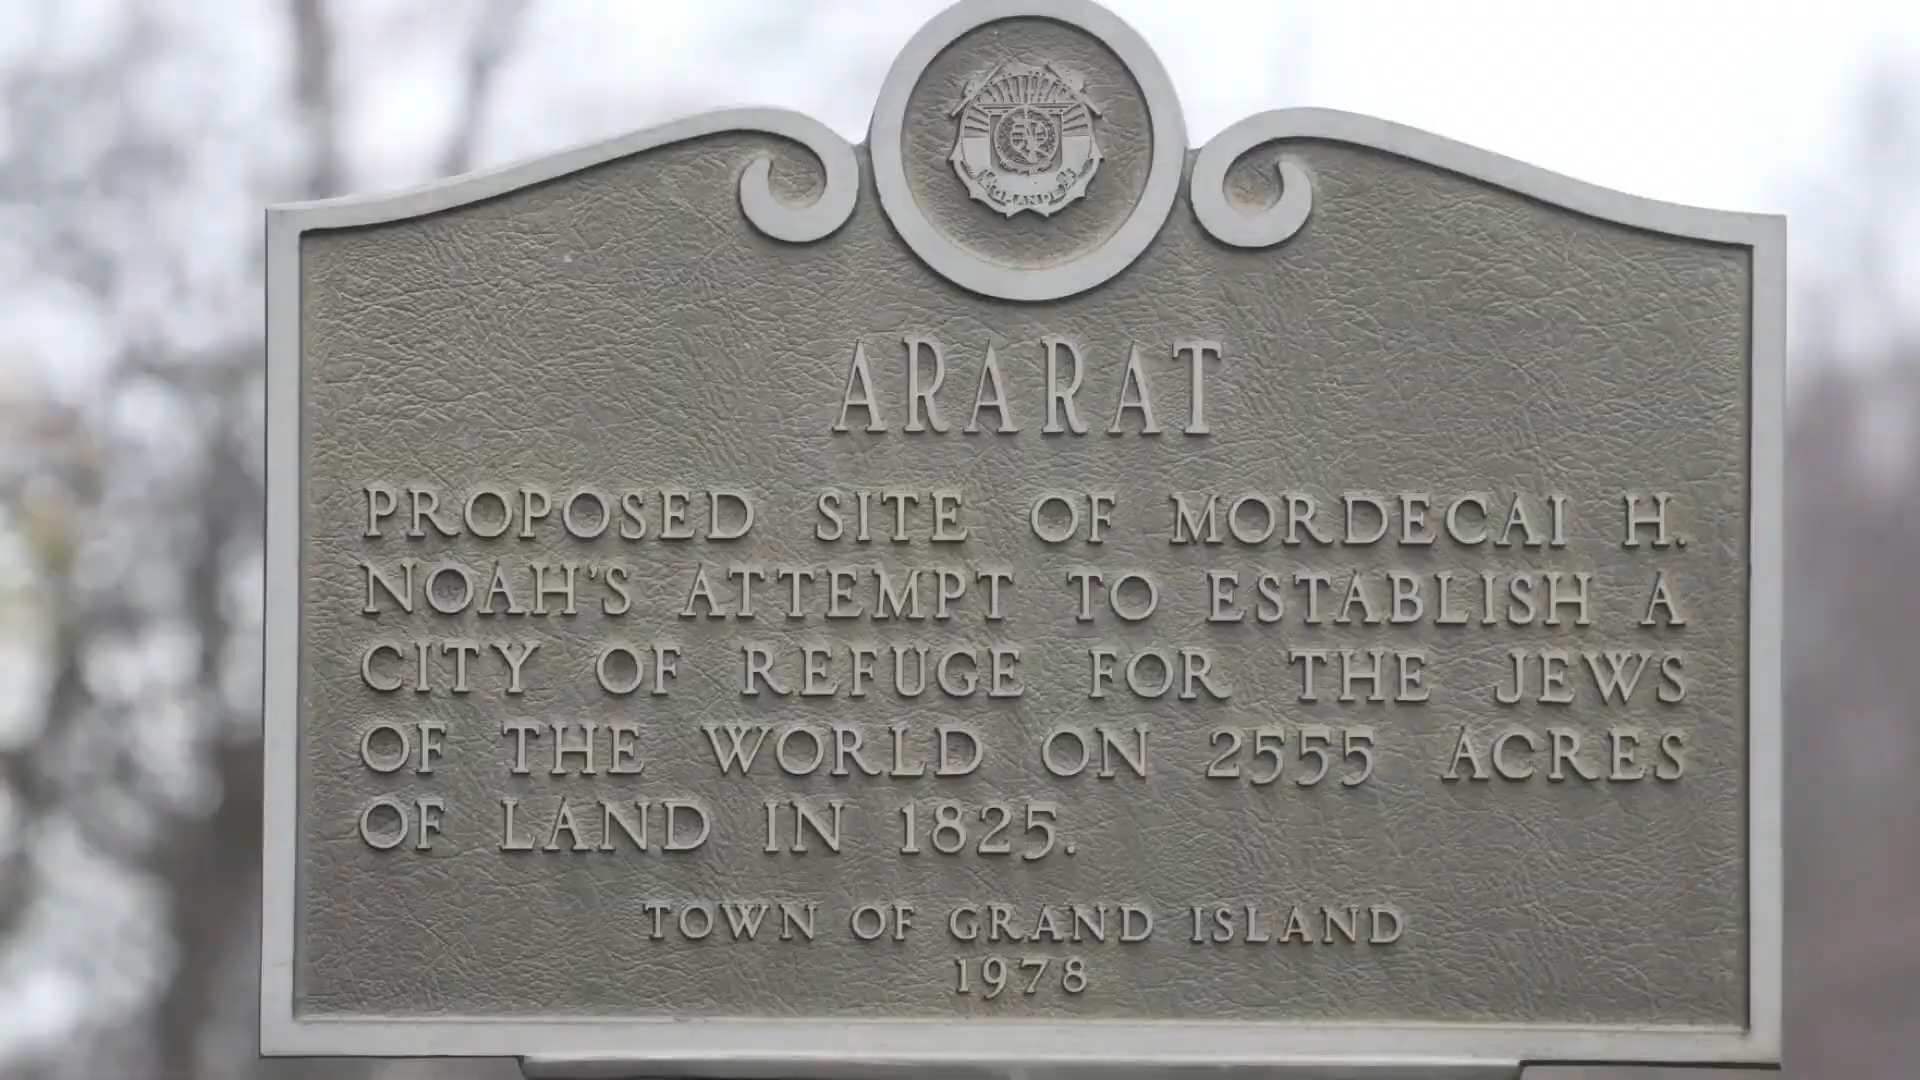 ARARAT
PROPOSED SITE OF MORDECAI H.
NOAH'S ATTEMPT TO ESTABLISH A
CITY OF REFUGE FOR THE JEWS
OF THE WORLD ON 2555 ACRES
OF LAND IN 1825.
TOWN OF GRAND ISLAND
1978